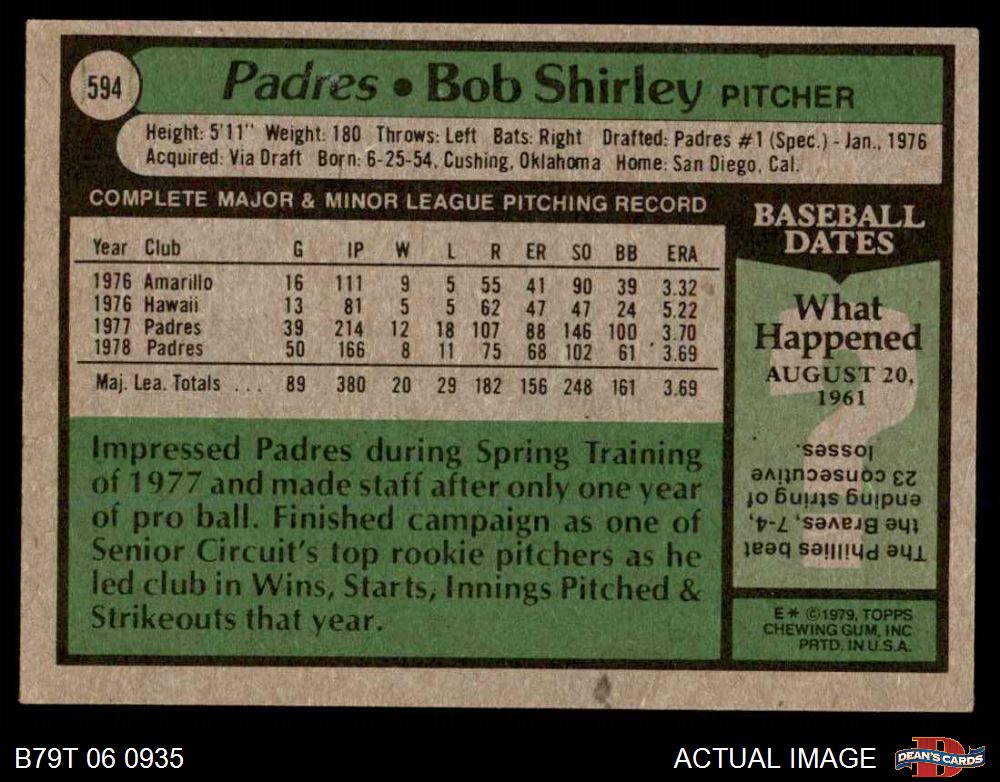 594
Padres • Bob Shirley PITCHER
Height: 5'11" Weight: 180 Throws: Left Bats: Right Drafted: Padres #1 (Spec.) - Jan., 1976
Acquired: Via Draft Born: 6-25-54, Cushing, Oklahoma Home: San Diego, Cal.
COMPLETE MAJOR & MINOR LEAGUE PITCHING RECORD
Year Club G IP W L R ER SO BB ERA
1976 Amarillo 16 111 9 5 55 41 90 39 3.32
1976 Hawaii 13 81 5 5 62 47 47 24 5.22
1977 Padres 39 214 12 18 107 88 146 100 3.70
1978 Padres 50 166 8 11 75 68 102 61 3.69
Maj. Lea. Totals ... 89 380 20 29 182 156 248 161 3.69
Impressed Padres during Spring Training
of 1977 and made staff after only one year
of pro ball. Finished campaign as one of
Senior Circuit's top rookie pitchers as he
led club in Wins, Starts, Innings Pitched &
Strikeouts that year.
BASEBALL
DATES
What
Happened
AUGUST 20,
1961
The Phillies beat
the Braves, 7-4,
ending string of
23 consecutive
losses.
E* ©1979, TOPPS
CHEWING GUM, INC
PRTD. IN U.S.A.
B79T 06 0935
ACTUAL IMAGE
DEAN'S CARDS